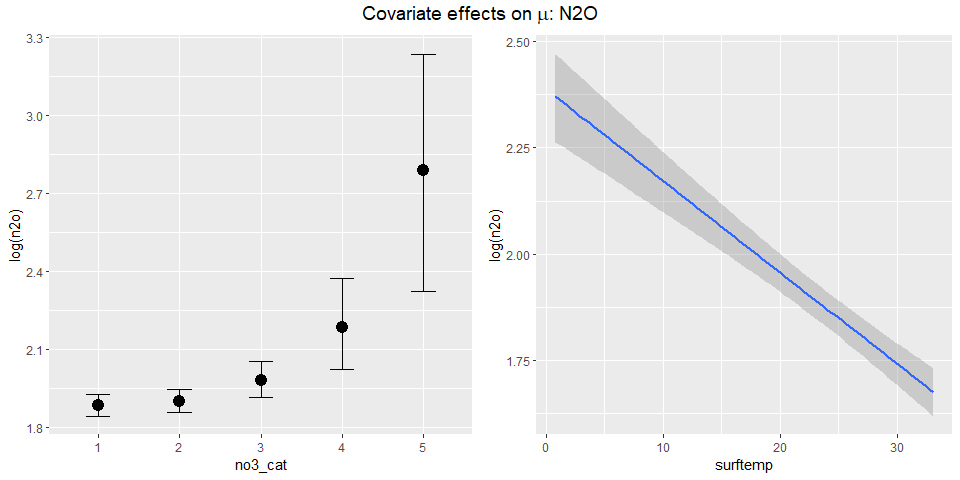 Covariate effects on μ: N2O
3.3
3.0
2.7
2.4
2.1
1.8
log(n2o)
1 2 3 4 5
no3_cat
2.50
2.25
2.00
1.75
log(n2o)
0 10 20 30
surftemp